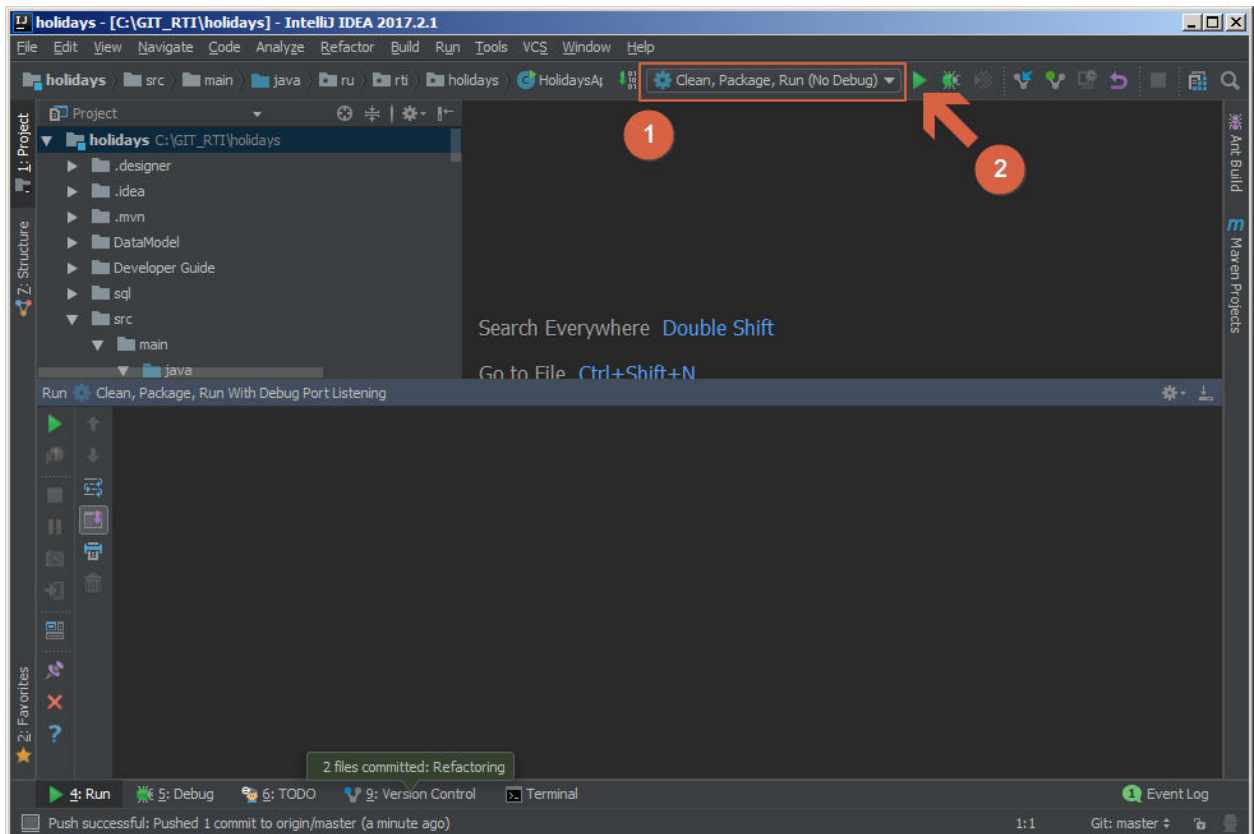 holidays - [C:\GIT_RTI\holidays] - IntelliJ IDEA 2017.2.1
File Edit View Navigate Code Analyze Refactor Build Run Tools VCS Window Help
holidays src main java ru rti holidays HolidaysAp Clean, Package, Run (No Debug)
1
2
Project
holidays C:\GIT_RTI\holidays
.designer
.idea
.mvn
DataModel
Developer Guide
sql
src
main
java
1: Project
Z: Structure
2: Favorites
Ant Build
m Maven Projects
Search Everywhere Double Shift
Go to File Ctrl+Shift+N
Run Clean, Package, Run With Debug Port Listening
2 files committed: Refactoring
4: Run 5: Debug 6: TODO 9: Version Control Terminal 1 Event Log
Push successful: Pushed 1 commit to origin/master (a minute ago) 1:1 Git: master